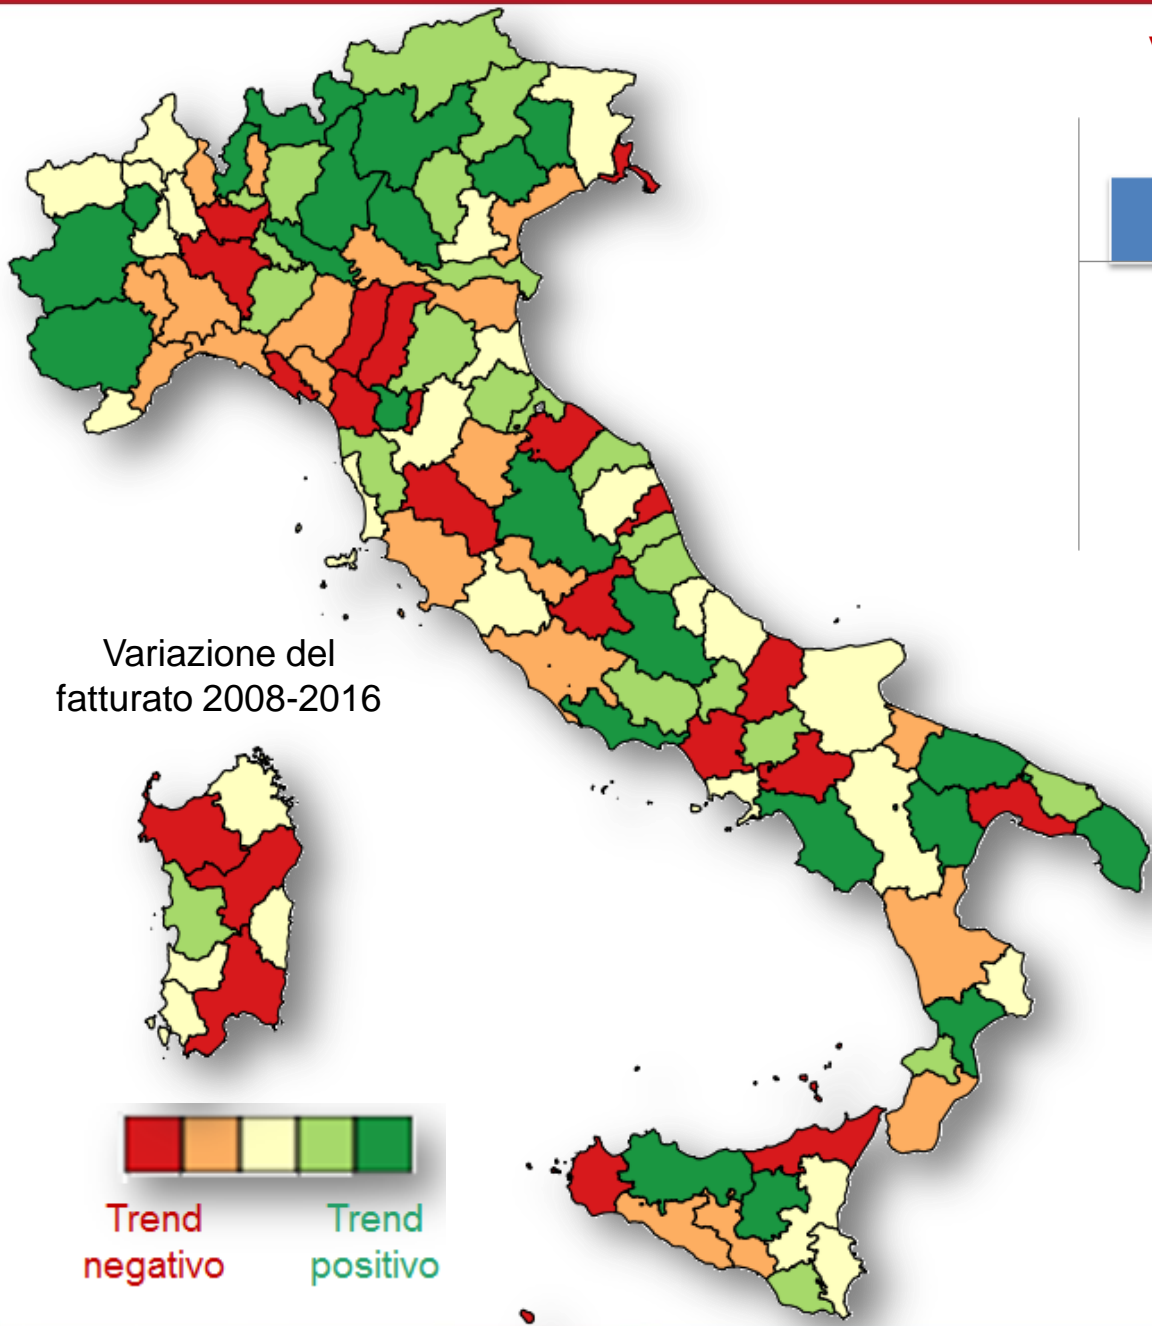 Variazione del
fatturato 2008-2016
Trend
negativo
Trend
positivo